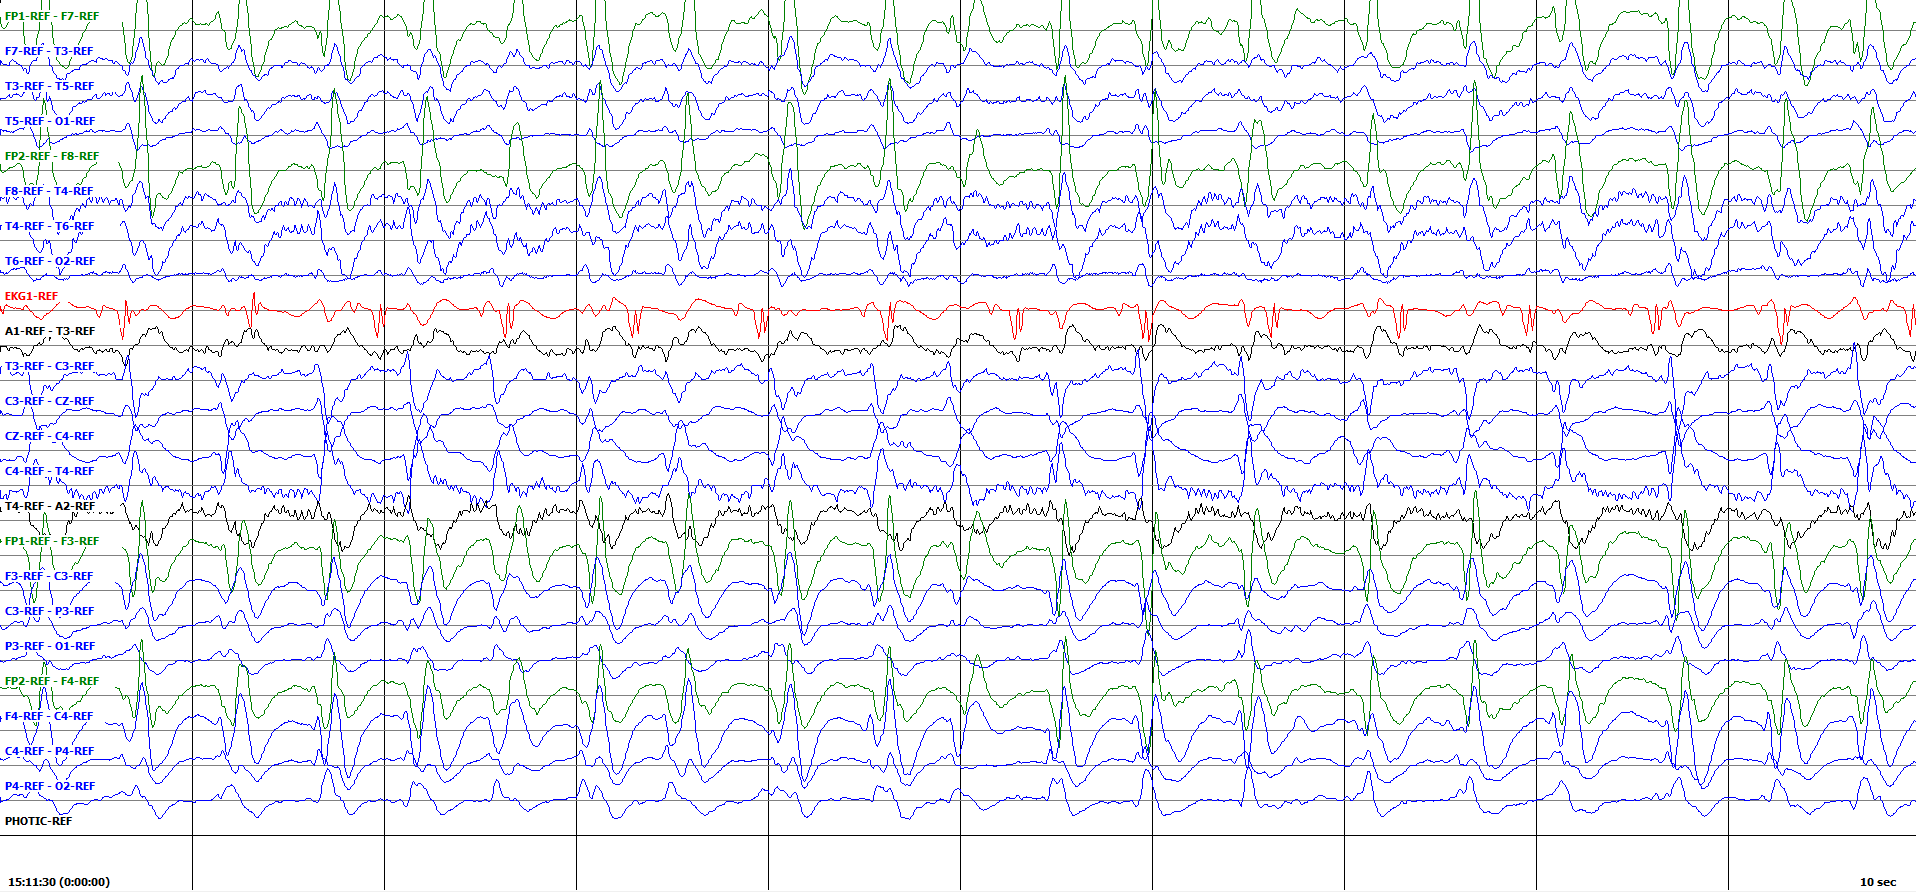 FP1-REF - F7-REF
F7-REF - T3-REF
T3-REF - T5-REF
T5-REF - O1-REF
FP2-REF - F8-REF
F8-REF - T4-REF
T4-REF - T6-REF
T6-REF - O2-REF
EKG1-REF
A1-REF - T3-REF
T3-REF - C3-REF
C3-REF - CZ-REF
CZ-REF - C4-REF
C4-REF - T4-REF
T4-REF - A2-REF
FP1-REF - F3-REF
F3-REF - C3-REF
C3-REF - P3-REF
P3-REF - O1-REF
FP2-REF - F4-REF
F4-REF - C4-REF
C4-REF - P4-REF
P4-REF - O2-REF
PHOTIC-REF
15:11:30 (0:00:00) 10 sec